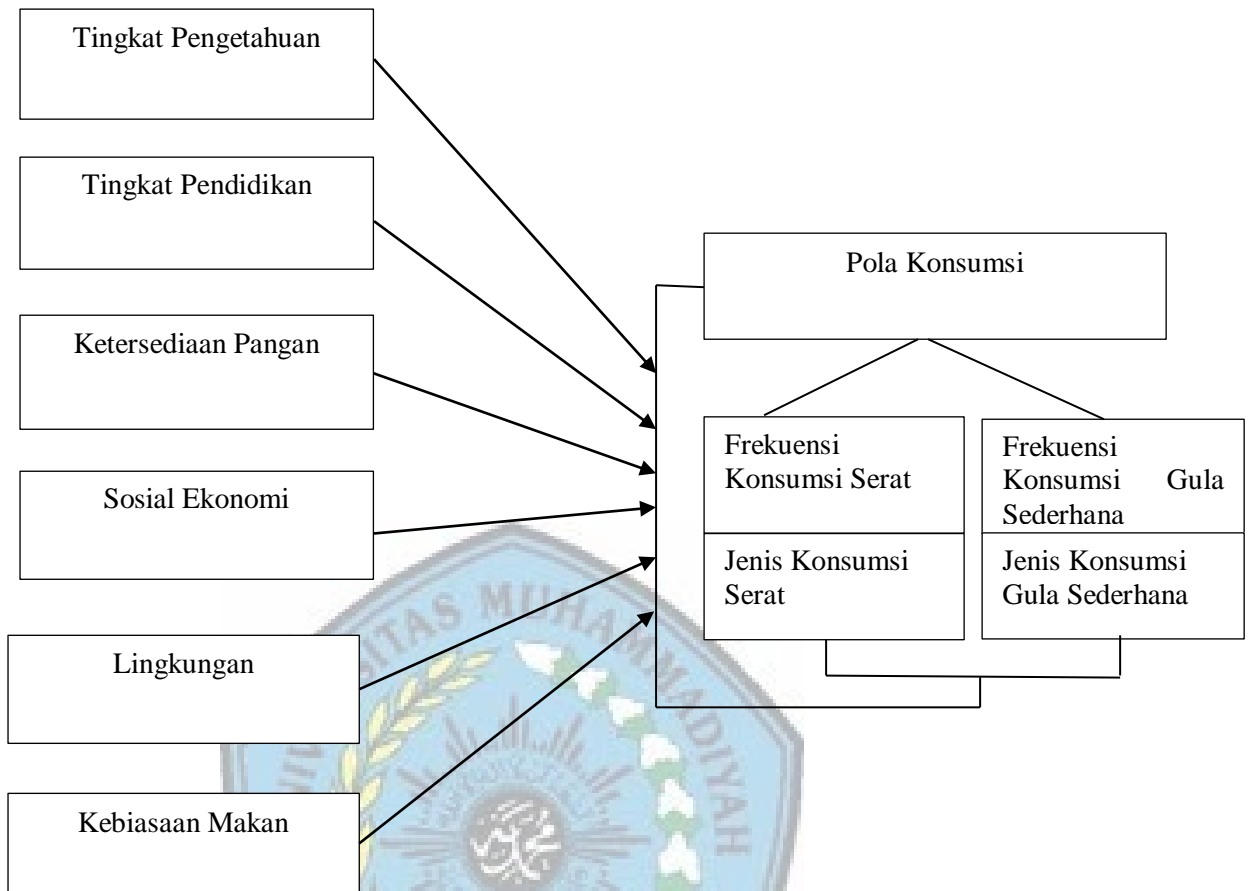 Tingkat Pengetahuan
Tingkat Pendidikan
Ketersediaan Pangan
Sosial Ekonomi
Lingkungan
Kebiasaan Makan
Pola Konsumsi
Frekuensi
Konsumsi Serat
Jenis Konsumsi
Serat
Frekuensi
Konsumsi Gula
Sederhana
Jenis Konsumsi
Gula Sederhana
MUHAMMADIYAH